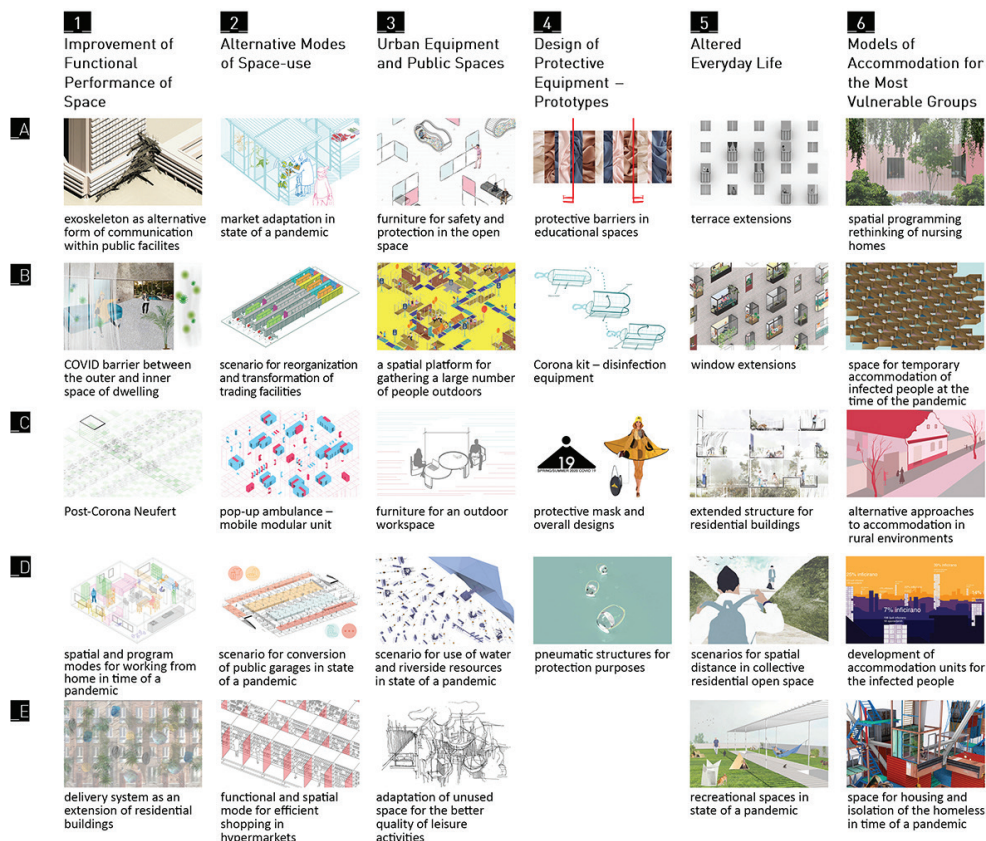 _1
Improvement of
Functional
Performance of
Space
_2
Alternative Modes
of Space-use
_3
Urban Equipment
and Public Spaces
_4
Design of
Protective
Equipment –
Prototypes
_5
Altered
Everyday Life
_6
Models of
Accommodation for
the Most
Vulnerable Groups
_A
exoskeleton as alternative
form of communication
within public facilites
market adaptation in
state of a pandemic
furniture for safety and
protection in the open
space
protective barriers in
educational spaces
terrace extensions
spatial programming
rethinking of nursing
homes
_B
COVID barrier between
the outer and inner
space of dwelling
scenario for reorganization
and transformation of
trading facilities
a spatial platform for
gathering a large number
of people outdoors
Corona kit – disinfection
equipment
window extensions
space for temporary
accommodation of
infected people at the
time of the pandemic
_C
Post-Corona Neufert
pop-up ambulance –
mobile modular unit
furniture for an outdoor
workspace
19
SPRING/SUMMER 2020 COVID 19
protective mask and
overall designs
extended structure for
residential buildings
alternative approaches
to accommodation in
rural environments
_D
spatial and program
modes for working from
home in time of a
pandemic
scenario for conversion
of public garages in state
of a pandemic
scenario for use of water
and riverside resources
in state of a pandemic
pneumatic structures for
protection purposes
scenarios for spatial
distance in collective
residential open space
7% inficirano
development of
accommodation units for
the infected people
_E
delivery system as an
extension of residential
buildings
functional and spatial
mode for efficient
shopping in
hypermarkets
adaptation of unused
space for the better
quality of leisure
activities
recreational spaces in
state of a pandemic
space for housing and
isolation of the homeless
in time of a pandemic